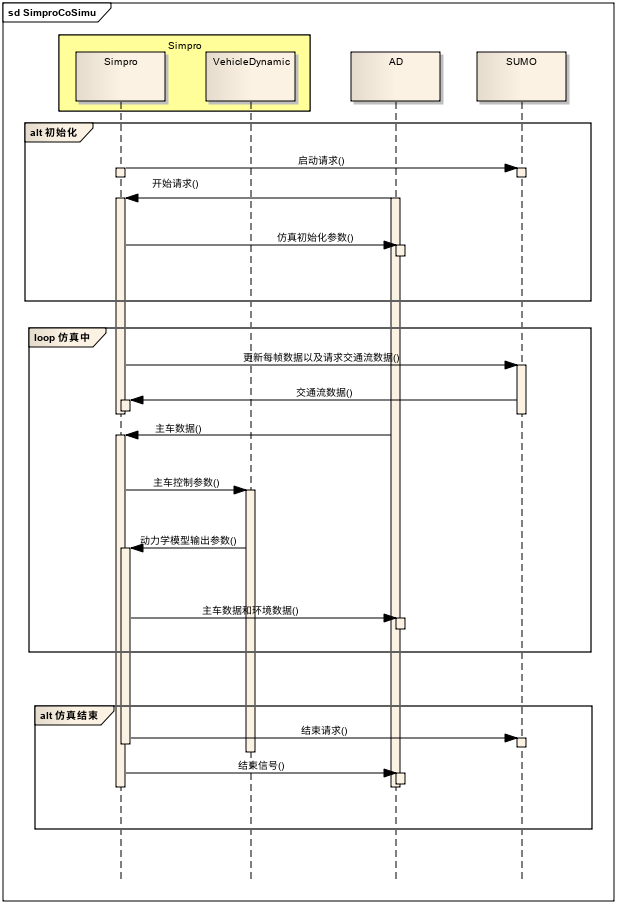 sd SimproCoSimu
Simpro
Simpro
VehicleDynamic
AD
SUMO
alt 初始化
启动请求()
开始请求()
仿真初始化参数()
loop 仿真中
更新每帧数据以及请求交通流数据()
交通流数据()
主车数据()
主车控制参数()
动力学模型输出参数()
主车数据和环境数据()
alt 仿真结束
结束请求()
结束信号()